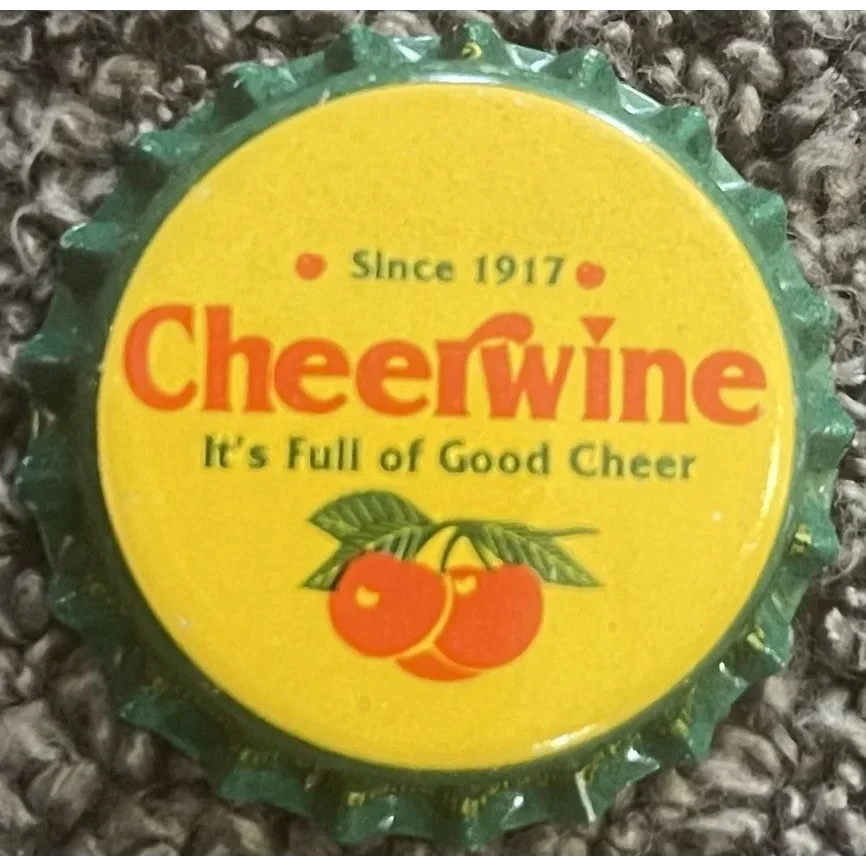 Since 1917
Cheerwine
It's Full of Good Cheer